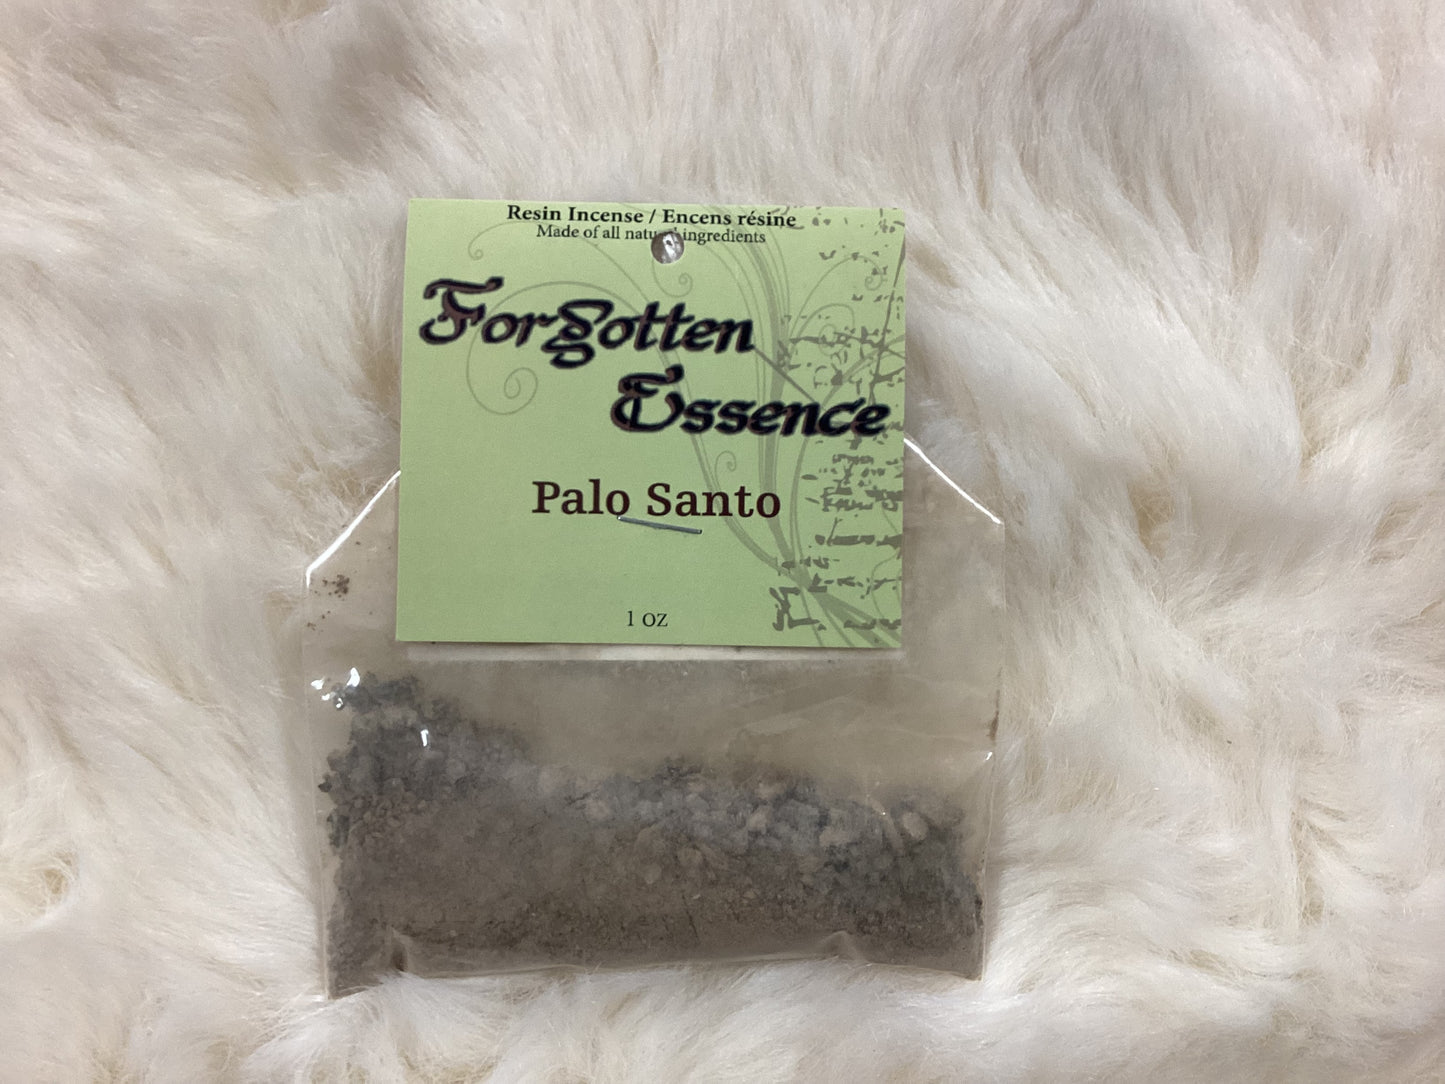 Resin Incense / Encens résine
Made of all natural ingredients
Forgotten
Essence
Palo Santo
1 oz